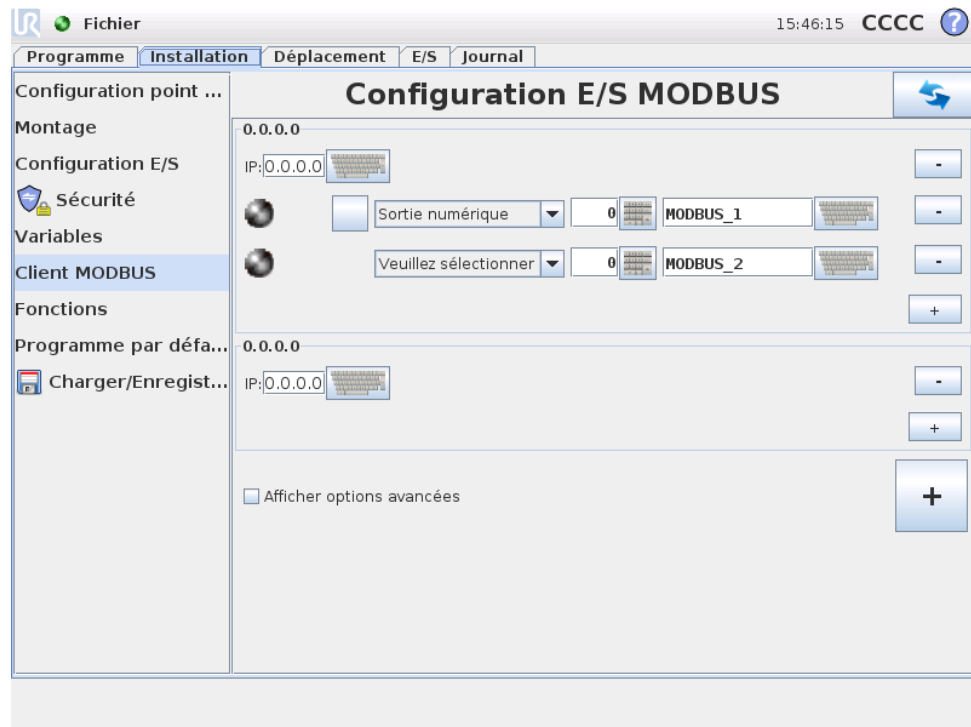 UR Fichier 15:46:15 CCCC ?
Programme Installation Déplacement E/S Journal
Configuration point ...
Montage
Configuration E/S
Sécurité
Variables
Client MODBUS
Fonctions
Programme par défa...
Charger/Enregist...
Configuration E/S MODBUS
0.0.0.0
IP: 0.0.0.0 -
Sortie numérique 0 MODBUS_1 -
Veuillez sélectionner 0 MODBUS_2 -
+
0.0.0.0
IP: 0.0.0.0 -
+
Afficher options avancées +